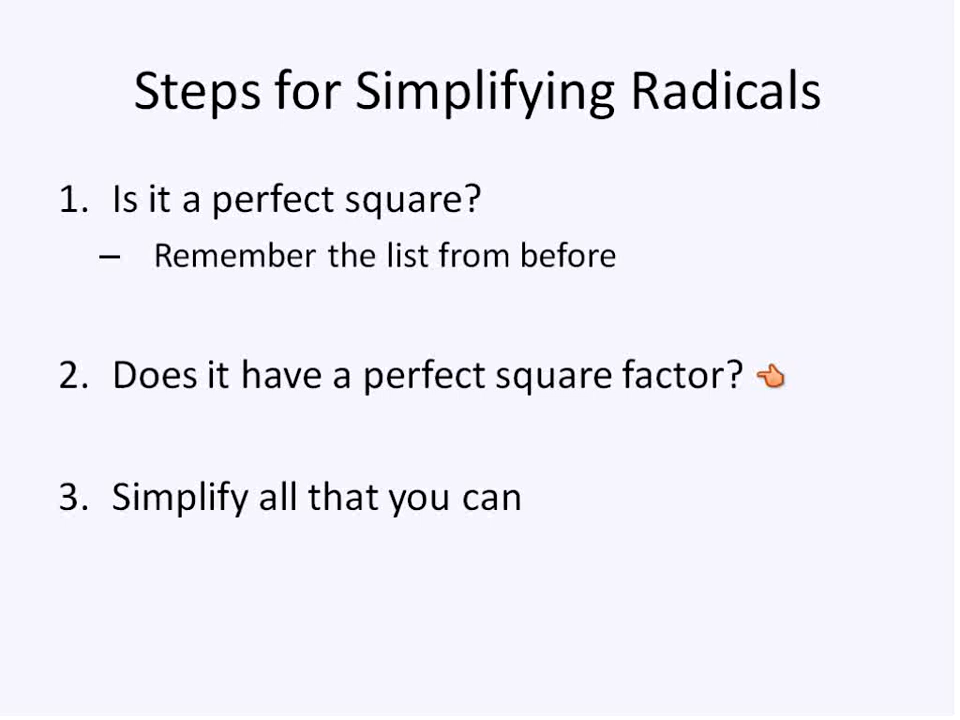 Steps for Simplifying Radicals
1. Is it a perfect square?
– Remember the list from before
2. Does it have a perfect square factor?
3. Simplify all that you can